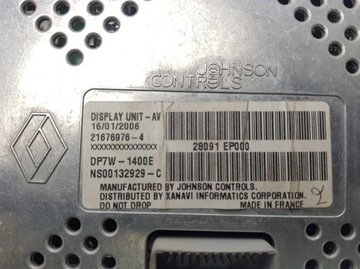 JOHNSON
CONTROLS
DISPLAY UNIT-AV
16/01/2006
21676976-4
XXXXXXXXXXXXXXX
28091 EP000
DP7W-1400E
NS00132929-C
MANUFACTURED BY JOHNSON CONTROLS.
DISTRIBUTED BY XANAVI INFORMATICS CORPORATION.
DO NOT DROP MADE IN FRANCE